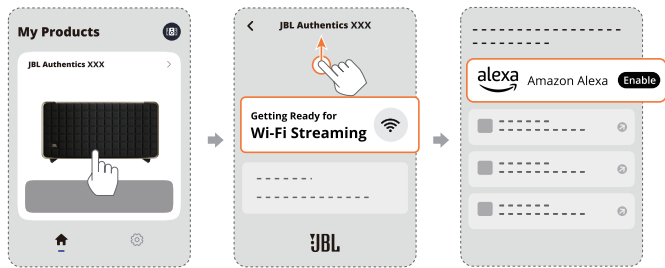 My Products
JBL Authentics XXX
JBL Authentics XXX
Getting Ready for
Wi-Fi Streaming
JBL
alexa Amazon Alexa Enable